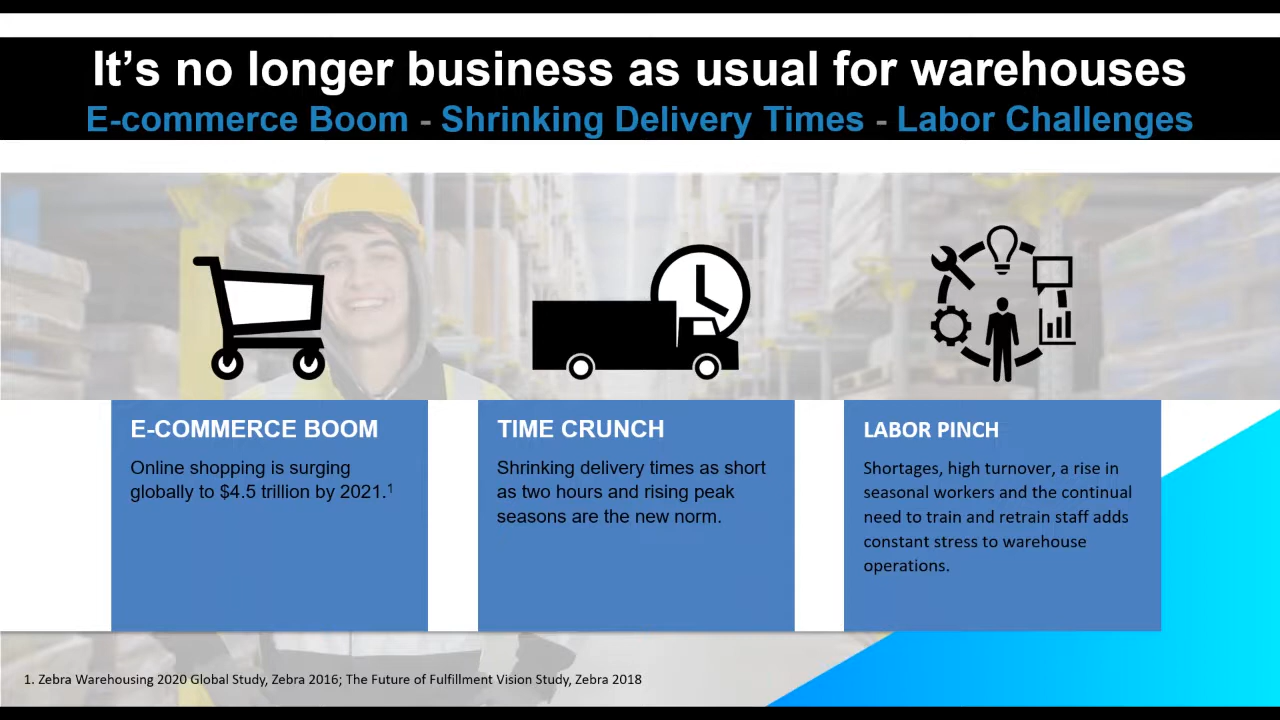 It’s no longer business as usual for warehouses
E-commerce Boom - Shrinking Delivery Times - Labor Challenges
E-COMMERCE BOOM
Online shopping is surging
globally to $4.5 trillion by 2021.¹
TIME CRUNCH
Shrinking delivery times as short
as two hours and rising peak
seasons are the new norm.
LABOR PINCH
Shortages, high turnover, a rise in
seasonal workers and the continual
need to train and retrain staff adds
constant stress to warehouse
operations.
1. Zebra Warehousing 2020 Global Study, Zebra 2016; The Future of Fulfillment Vision Study, Zebra 2018